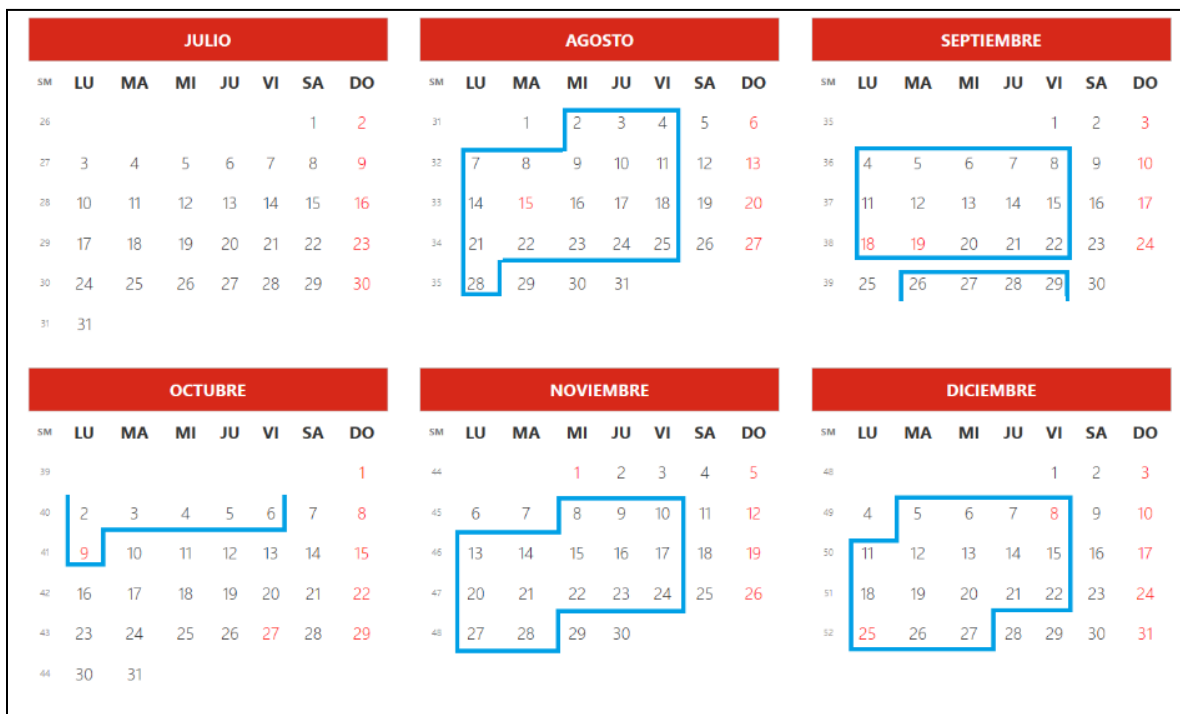 JULIO AGOSTO SEPTIEMBRE
SM LU MA MI JU VI SA DO SM LU MA MI JU VI SA DO SM LU MA MI JU VI SA DO
26 1 2 31 1 2 3 4 5 6 35 1 2 3
27 3 4 5 6 7 8 9 32 7 8 9 10 11 12 13 36 4 5 6 7 8 9 10
28 10 11 12 13 14 15 16 33 14 15 16 17 18 19 20 37 11 12 13 14 15 16 17
29 17 18 19 20 21 22 23 34 21 22 23 24 25 26 27 38 18 19 20 21 22 23 24
30 24 25 26 27 28 29 30 35 28 29 30 31 39 25 26 27 28 29 30
31 31
OCTUBRE NOVIEMBRE DICIEMBRE
SM LU MA MI JU VI SA DO SM LU MA MI JU VI SA DO SM LU MA MI JU VI SA DO
39 1 44 1 2 3 4 5 48 1 2 3
40 2 3 4 5 6 7 8 45 6 7 8 9 10 11 12 49 4 5 6 7 8 9 10
41 9 10 11 12 13 14 15 46 13 14 15 16 17 18 19 50 11 12 13 14 15 16 17
42 16 17 18 19 20 21 22 47 20 21 22 23 24 25 26 51 18 19 20 21 22 23 24
43 23 24 25 26 27 28 29 48 27 28 29 30 52 25 26 27 28 29 30 31
44 30 31